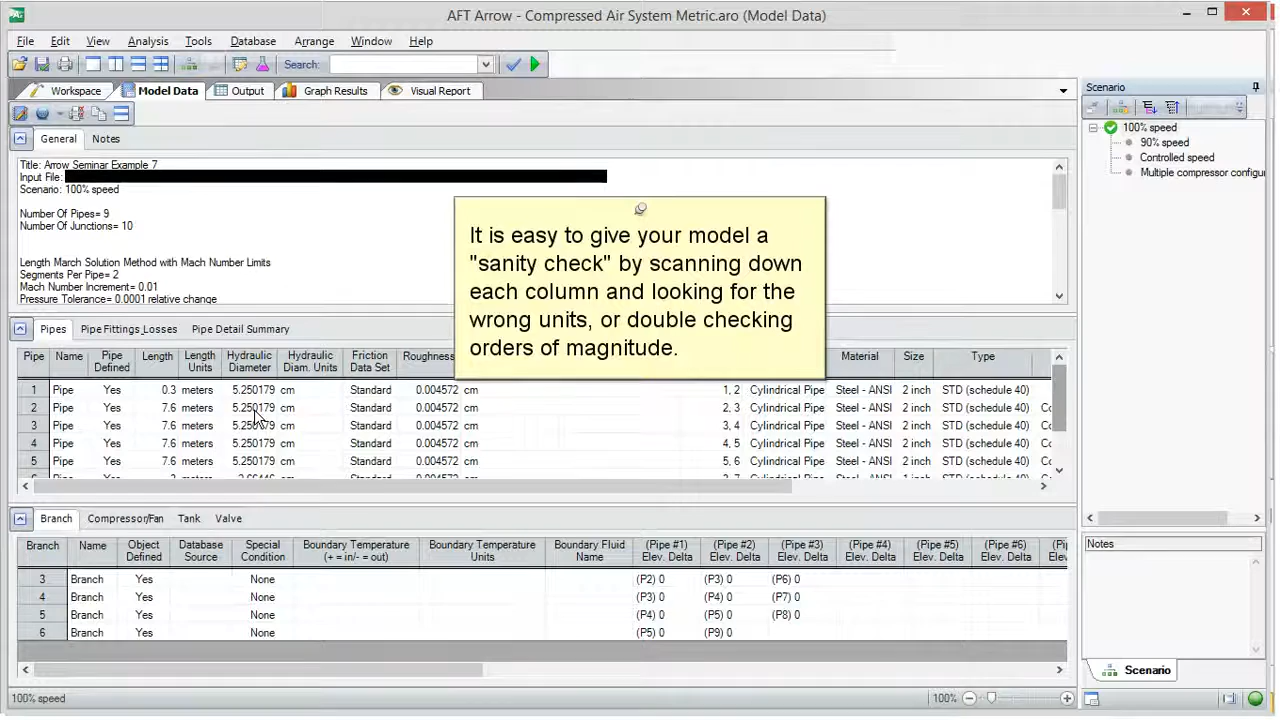 AFT Arrow - Compressed Air System Metric.aro (Model Data)
File Edit View Analysis Tools Database Arrange Window Help
Search:
Workspace Model Data Output Graph Results Visual Report
General Notes
Title: Arrow Seminar Example 7
Input File:
Scenario: 100% speed
Number Of Pipes= 9
Number Of Junctions= 10
Length March Solution Method with Mach Number Limits
Segments Per Pipe= 2
Mach Number Increment= 0.01
Pressure Tolerance= 0.0001 relative change
It is easy to give your model a
"sanity check" by scanning down
each column and looking for the
wrong units, or double checking
orders of magnitude.
Pipes Pipe Fittings_Losses Pipe Detail Summary
Pipe Name Pipe Defined Length Length Units Hydraulic Diameter Hydraulic Diam. Units Friction Data Set Roughness Material Size Type
1 Pipe Yes 0.3 meters 5.250179 cm Standard 0.004572 cm 1, 2 Cylindrical Pipe Steel - ANSI 2 inch STD (schedule 40)
2 Pipe Yes 7.6 meters 5.250179 cm Standard 0.004572 cm 2, 3 Cylindrical Pipe Steel - ANSI 2 inch STD (schedule 40) Co
3 Pipe Yes 7.6 meters 5.250179 cm Standard 0.004572 cm 3, 4 Cylindrical Pipe Steel - ANSI 2 inch STD (schedule 40) Co
4 Pipe Yes 7.6 meters 5.250179 cm Standard 0.004572 cm 4, 5 Cylindrical Pipe Steel - ANSI 2 inch STD (schedule 40) Co
5 Pipe Yes 7.6 meters 5.250179 cm Standard 0.004572 cm 5, 6 Cylindrical Pipe Steel - ANSI 2 inch STD (schedule 40) Co
Branch Compressor/Fan Tank Valve
Branch Name Object Defined Database Source Special Condition Boundary Temperature (+ = in/- = out) Boundary Temperature Units Boundary Fluid Name (Pipe #1) Elev. Delta (Pipe #2) Elev. Delta (Pipe #3) Elev. Delta (Pipe #4) Elev. Delta (Pipe #5) Elev. Delta (Pipe #6) Elev. Delta (Pip Elev
3 Branch Yes None (P2) 0 (P3) 0 (P6) 0
4 Branch Yes None (P3) 0 (P4) 0 (P7) 0
5 Branch Yes None (P4) 0 (P5) 0 (P8) 0
6 Branch Yes None (P5) 0 (P9) 0
100% speed 100%
Scenario
100% speed
90% speed
Controlled speed
Multiple compressor configu
Notes
Scenario